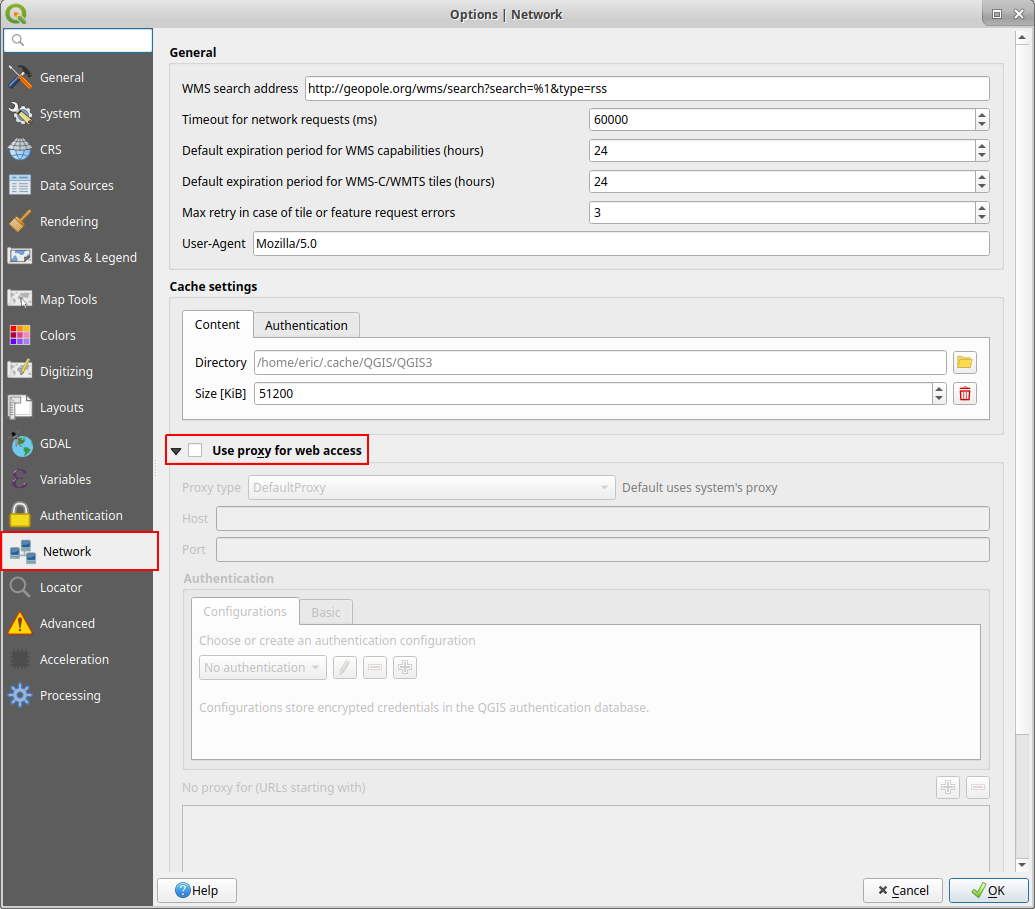 Options | Network
General
System
CRS
Data Sources
Rendering
Canvas & Legend
Map Tools
Colors
Digitizing
Layouts
GDAL
Variables
Authentication
Network
Locator
Advanced
Acceleration
Processing
General
WMS search address http://geopole.org/wms/search?search=%1&type=rss
Timeout for network requests (ms) 60000
Default expiration period for WMS capabilities (hours) 24
Default expiration period for WMS-C/WMTS tiles (hours) 24
Max retry in case of tile or feature request errors 3
User-Agent Mozilla/5.0
Cache settings
Content Authentication
Directory /home/eric/.cache/QGIS/QGIS3
Size [KiB] 51200
Use proxy for web access
Proxy type DefaultProxy Default uses system's proxy
Host
Port
Authentication
Configurations Basic
Choose or create an authentication configuration
No authentication
Configurations store encrypted credentials in the QGIS authentication database.
No proxy for (URLs starting with)
Help Cancel OK